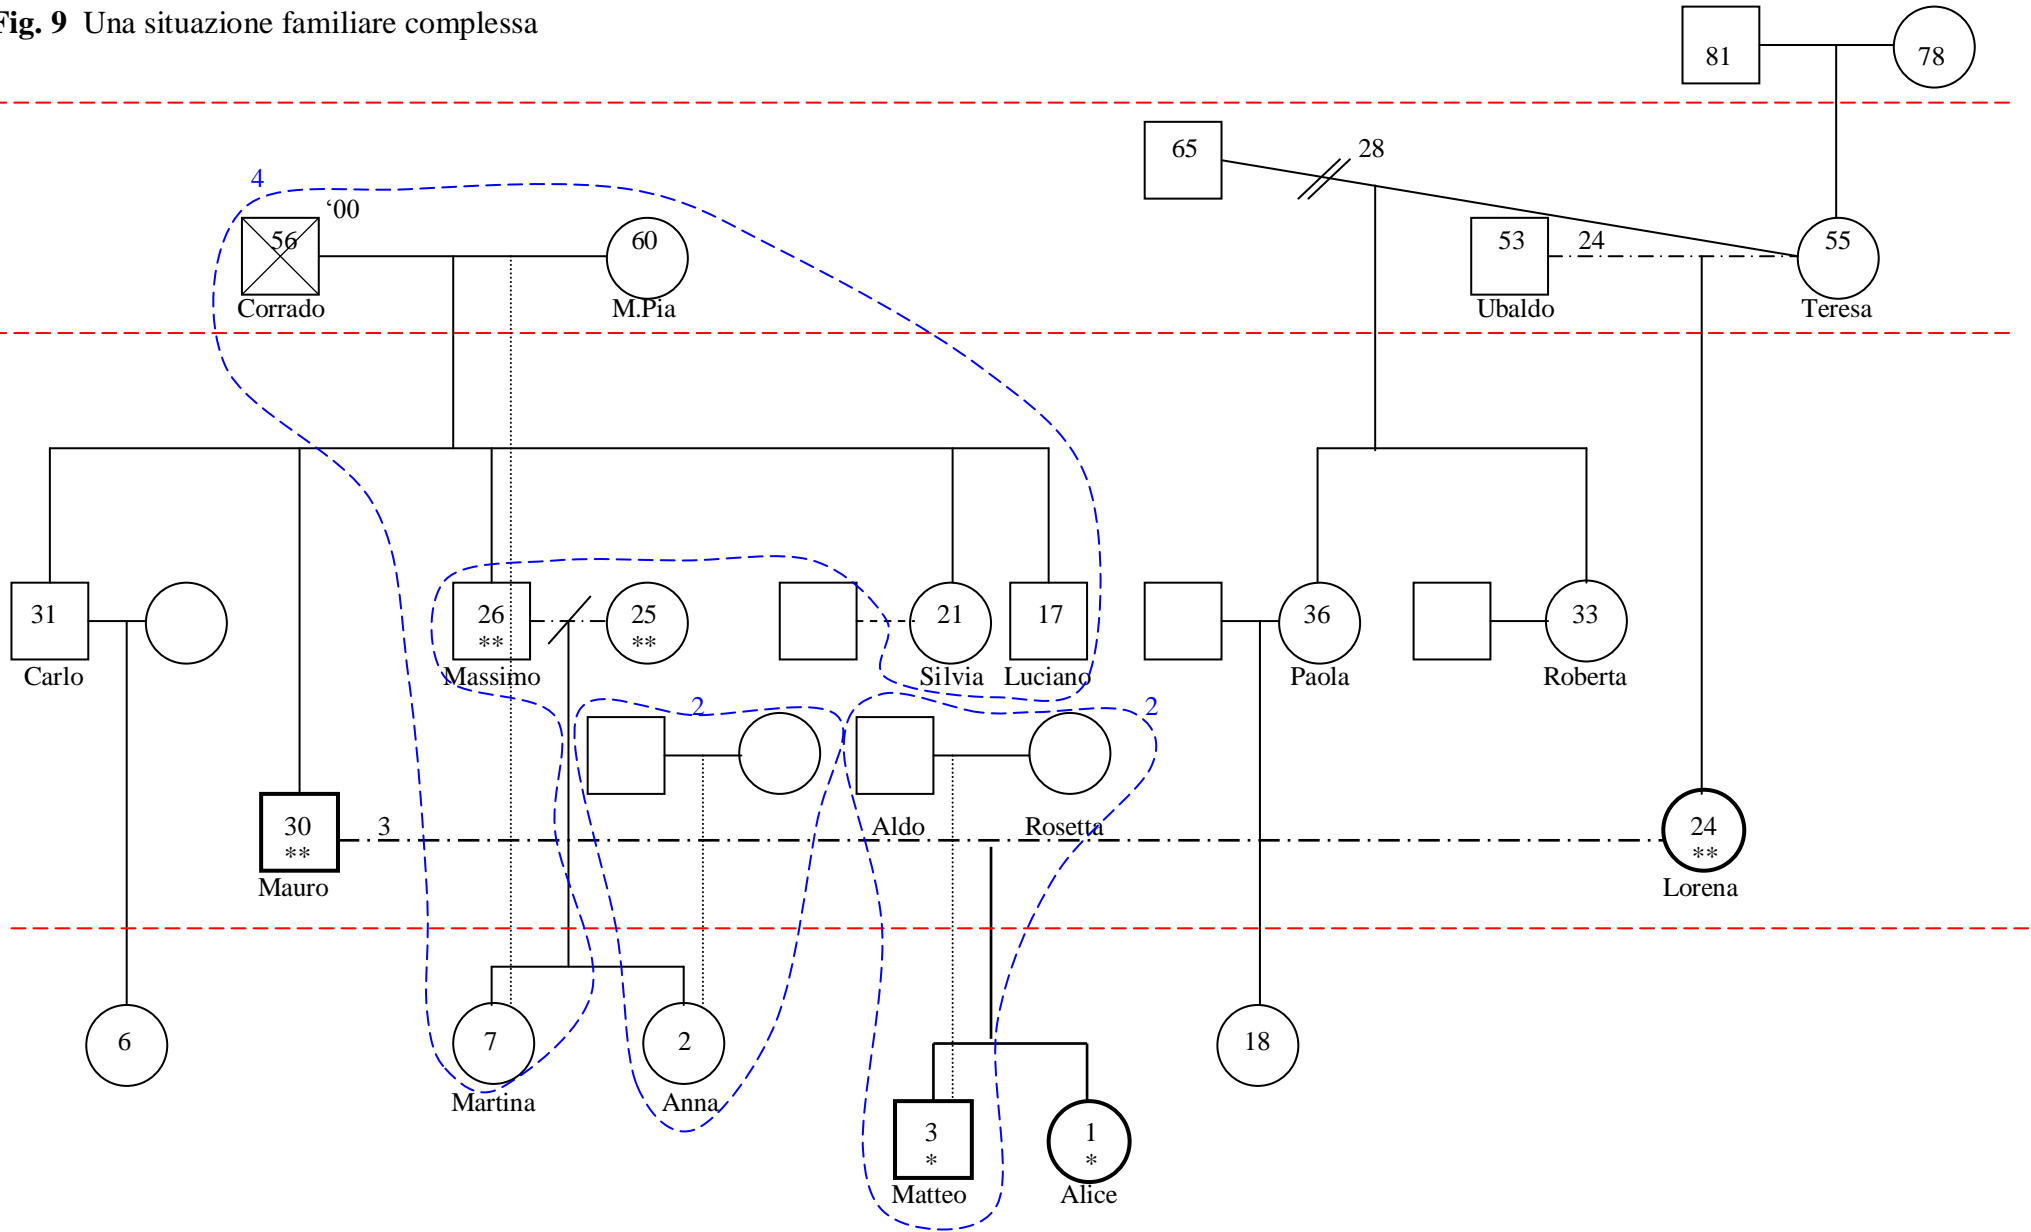 Fig. 9 Una situazione familiare complessa
81
78
65
28
4
'00
56
60
53
24
55
Corrado
M.Pia
Ubaldo
Teresa
31
26
**
25
**
21
17
36
33
Carlo
Massimo
Silvia
Luciano
Paola
Roberta
2
2
30
**
3
Aldo
Rosetta
24
**
Mauro
Lorena
6
7
2
18
Martina
Anna
3
*
1
*
Matteo
Alice